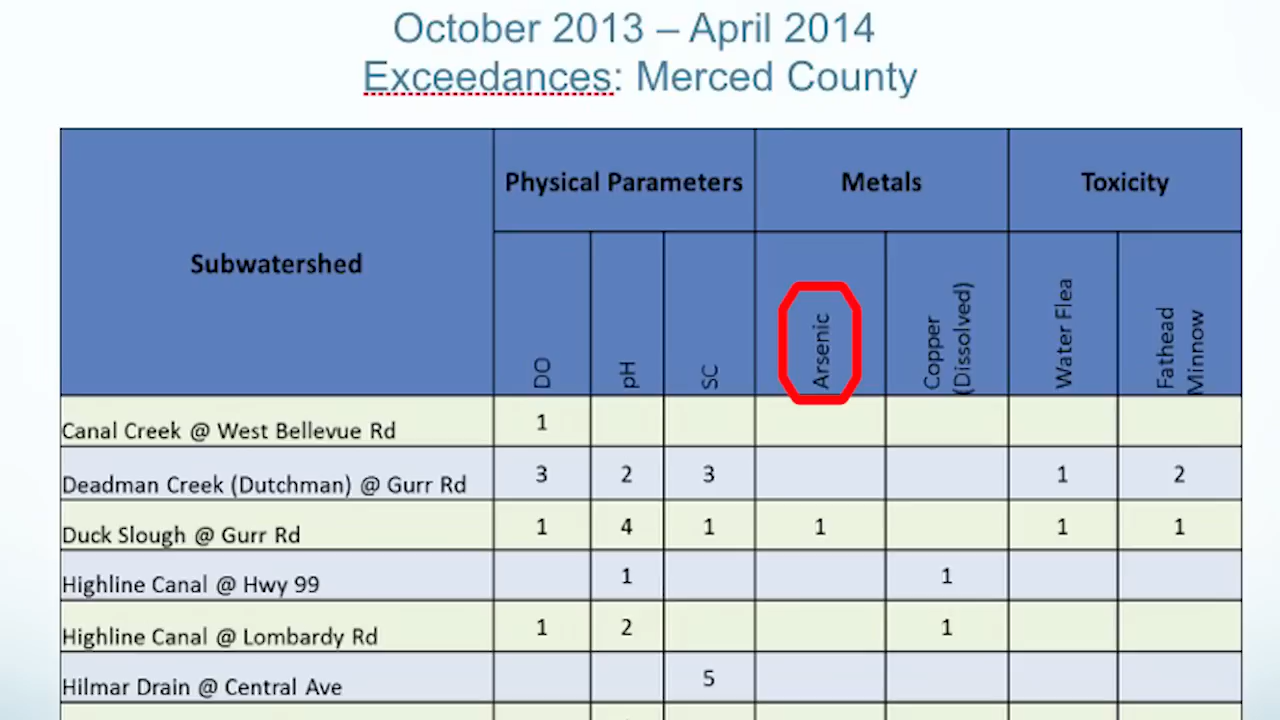 October 2013 – April 2014
Exceedances: Merced County
Subwatershed
Physical Parameters
Metals
Toxicity
DO
pH
SC
Arsenic
Copper
(Dissolved)
Water Flea
Fathead
Minnow
Canal Creek @ West Bellevue Rd 1
Deadman Creek (Dutchman) @ Gurr Rd 3 2 3 1 2
Duck Slough @ Gurr Rd 1 4 1 1 1 1
Highline Canal @ Hwy 99 1 1
Highline Canal @ Lombardy Rd 1 2 1
Hilmar Drain @ Central Ave 5